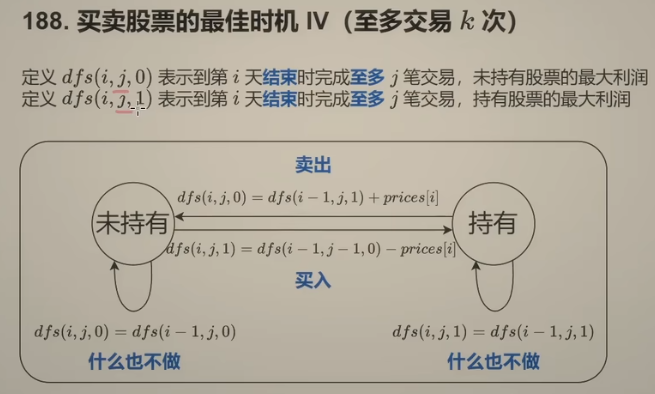 188. 买卖股票的最佳时机 IV（至多交易 k 次）
定义 dfs(i, j, 0) 表示到第 i 天结束时完成至多 j 笔交易，未持有股票的最大利润
定义 dfs(i, j, 1) 表示到第 i 天结束时完成至多 j 笔交易，持有股票的最大利润
卖出
dfs(i, j, 0) = dfs(i − 1, j, 1) + prices[i]
未持有
持有
dfs(i, j, 1) = dfs(i − 1, j − 1, 0) − prices[i]
买入
dfs(i, j, 0) = dfs(i − 1, j, 0)
dfs(i, j, 1) = dfs(i − 1, j, 1)
什么也不做
什么也不做